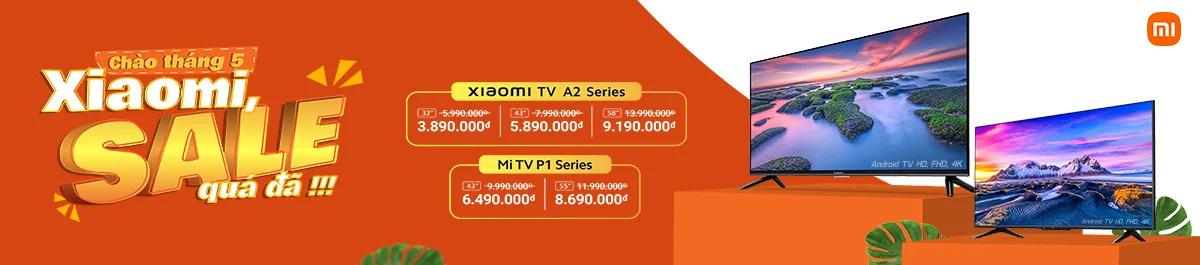 Chào tháng 5
Xiaomi,
SALE
quá đã !!!
xiaomi TV A2 Series
32" 5.990.000đ 43" 7.990.000đ 58" 13.990.000đ
3.890.000đ 5.890.000đ 9.190.000đ
Mi TV P1 Series
43" 9.990.000đ 55" 11.990.000đ
6.490.000đ 8.690.000đ
Android TV HD, FHD, 4K
Android TV HD, FHD, 4K
mi